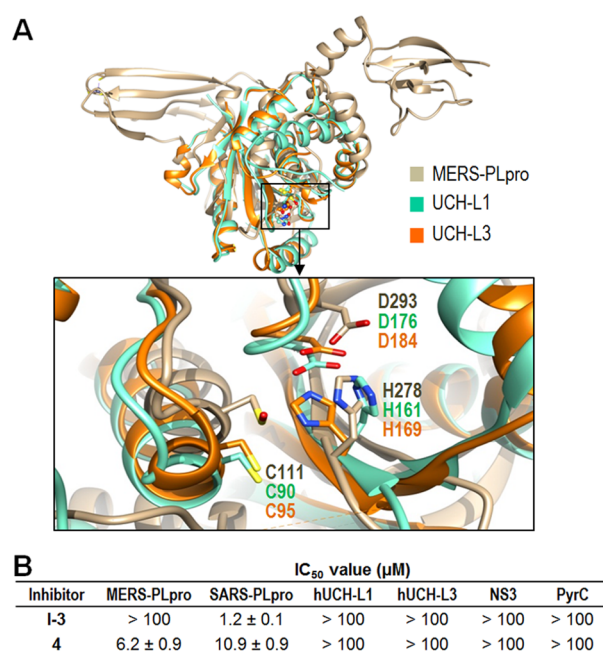 A
MERS-PLpro
UCH-L1
UCH-L3
D293
D176
D184
H278
H161
H169
C111
C90
C95
B
IC50 value (µM)
Inhibitor MERS-PLpro SARS-PLpro hUCH-L1 hUCH-L3 NS3 PyrC
I-3 > 100 1.2 ± 0.1 > 100 > 100 > 100 > 100
4 6.2 ± 0.9 10.9 ± 0.9 > 100 > 100 > 100 > 100